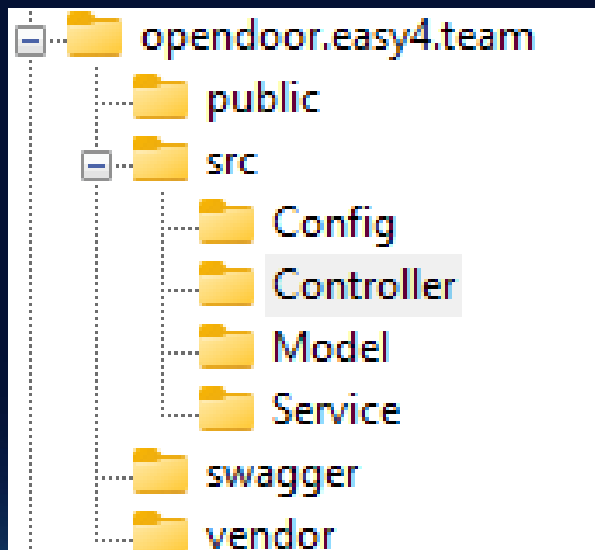 opendoor.easy4.team
public
src
Config
Controller
Model
Service
swagger
vendor